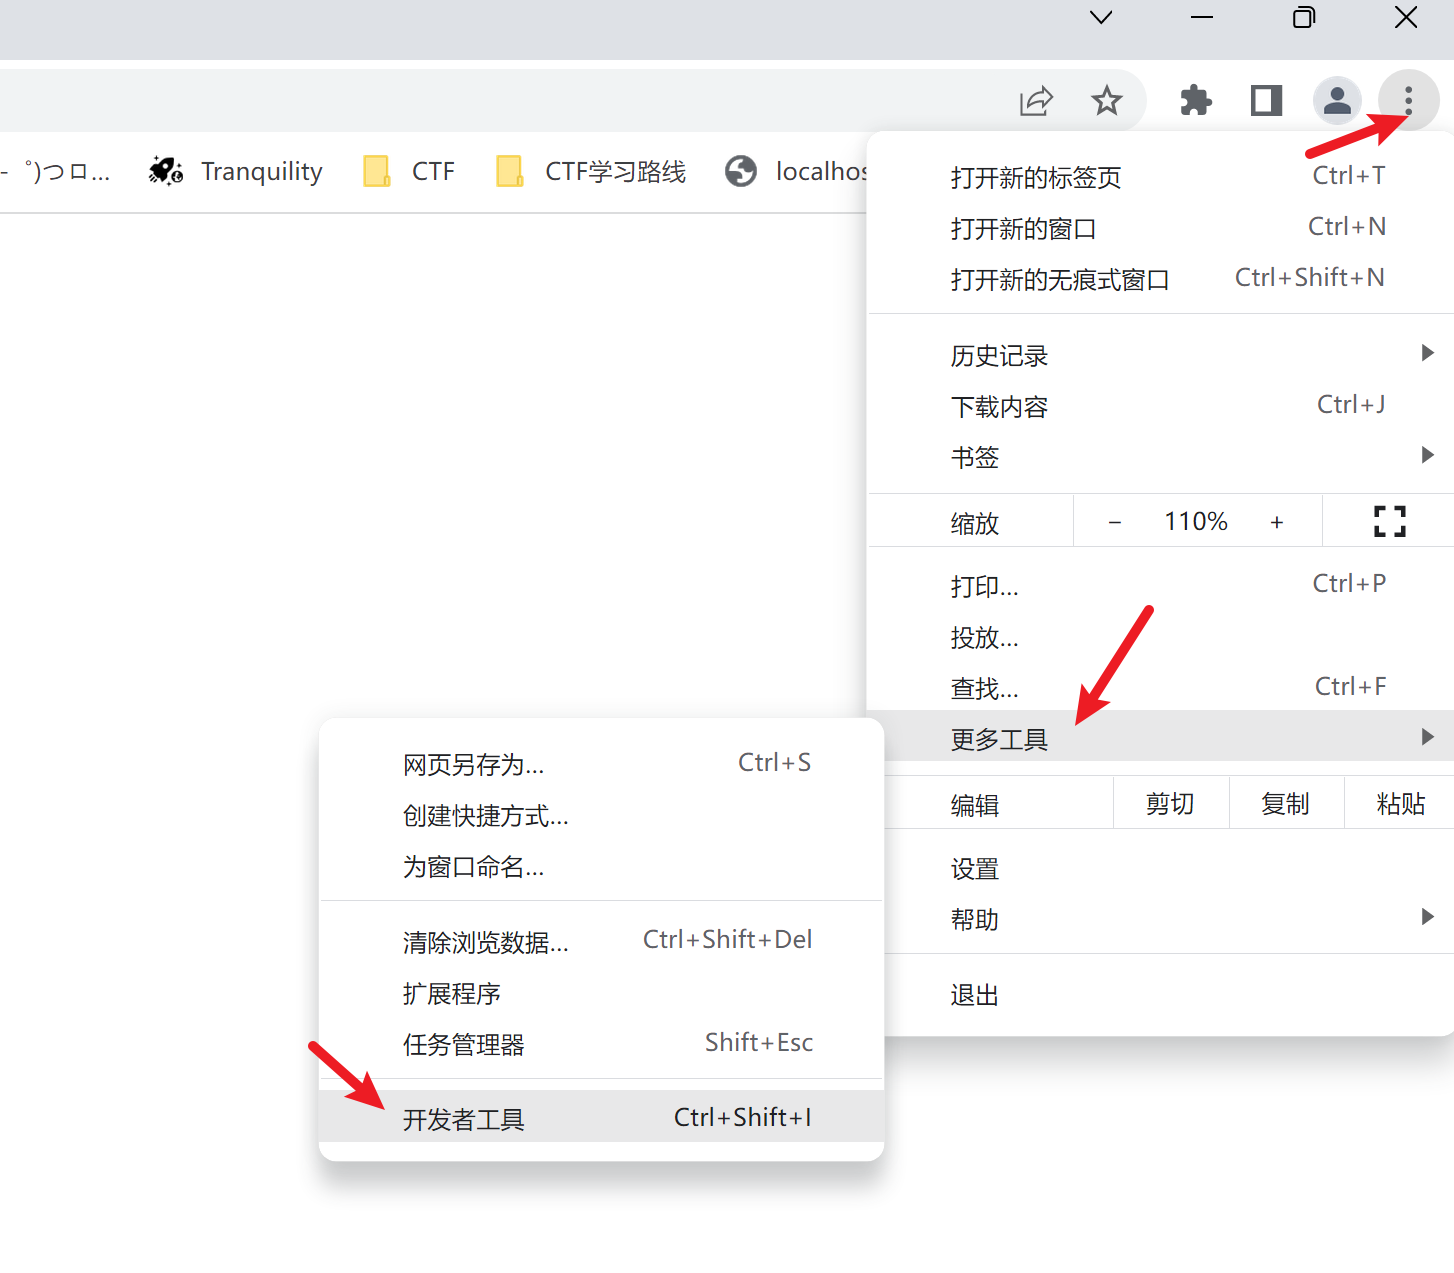 - ゜)つロ...
Tranquility
CTF
CTF学习路线
localhos
打开新的标签页 Ctrl+T
打开新的窗口 Ctrl+N
打开新的无痕式窗口 Ctrl+Shift+N
历史记录
下载内容 Ctrl+J
书签
缩放 − 110% +
打印... Ctrl+P
投放...
查找... Ctrl+F
更多工具
编辑 剪切 复制 粘贴
设置
帮助
退出
网页另存为... Ctrl+S
创建快捷方式...
为窗口命名...
清除浏览数据... Ctrl+Shift+Del
扩展程序
任务管理器 Shift+Esc
开发者工具 Ctrl+Shift+I